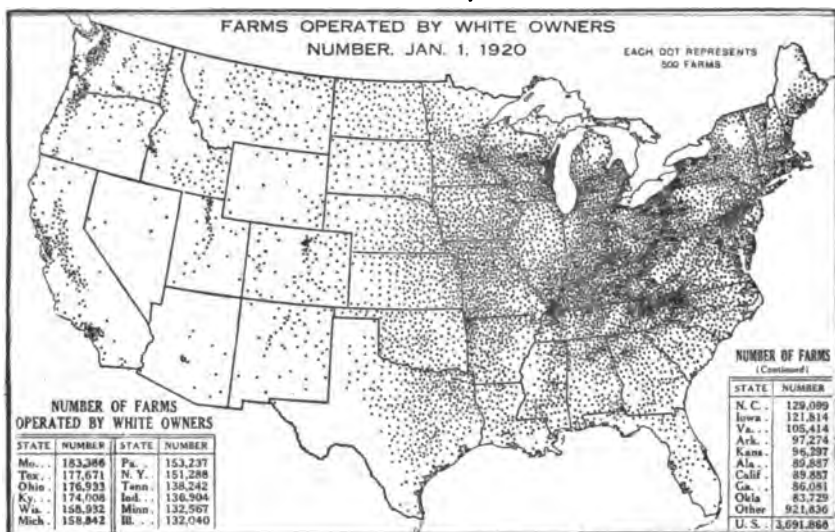 FARMS OPERATED BY WHITE OWNERS
NUMBER, JAN. 1, 1920
EACH DOT REPRESENTS
500 FARMS
NUMBER OF FARMS
OPERATED BY WHITE OWNERS
STATE NUMBER STATE NUMBER
Mo... 183,386 Pa.. 153,237
Tex.. 177,671 N. Y. 151,288
Ohio. 176,933 Tenn 138,242
Ky... 174,008 Ind... 136,904
Wis.. 158,932 Minn 132,567
Mich. 158,842 Ill... 132,040
NUMBER OF FARMS
(Continued)
STATE NUMBER
N. C. 129,099
Iowa. 121,814
Va... 105,414
Ark.. 97,274
Kans. 96,297
Ala.. 89,887
Calif. 89,887
Ga... 86,081
Okla 83,729
Other 921,836
U. S. 3,691,868